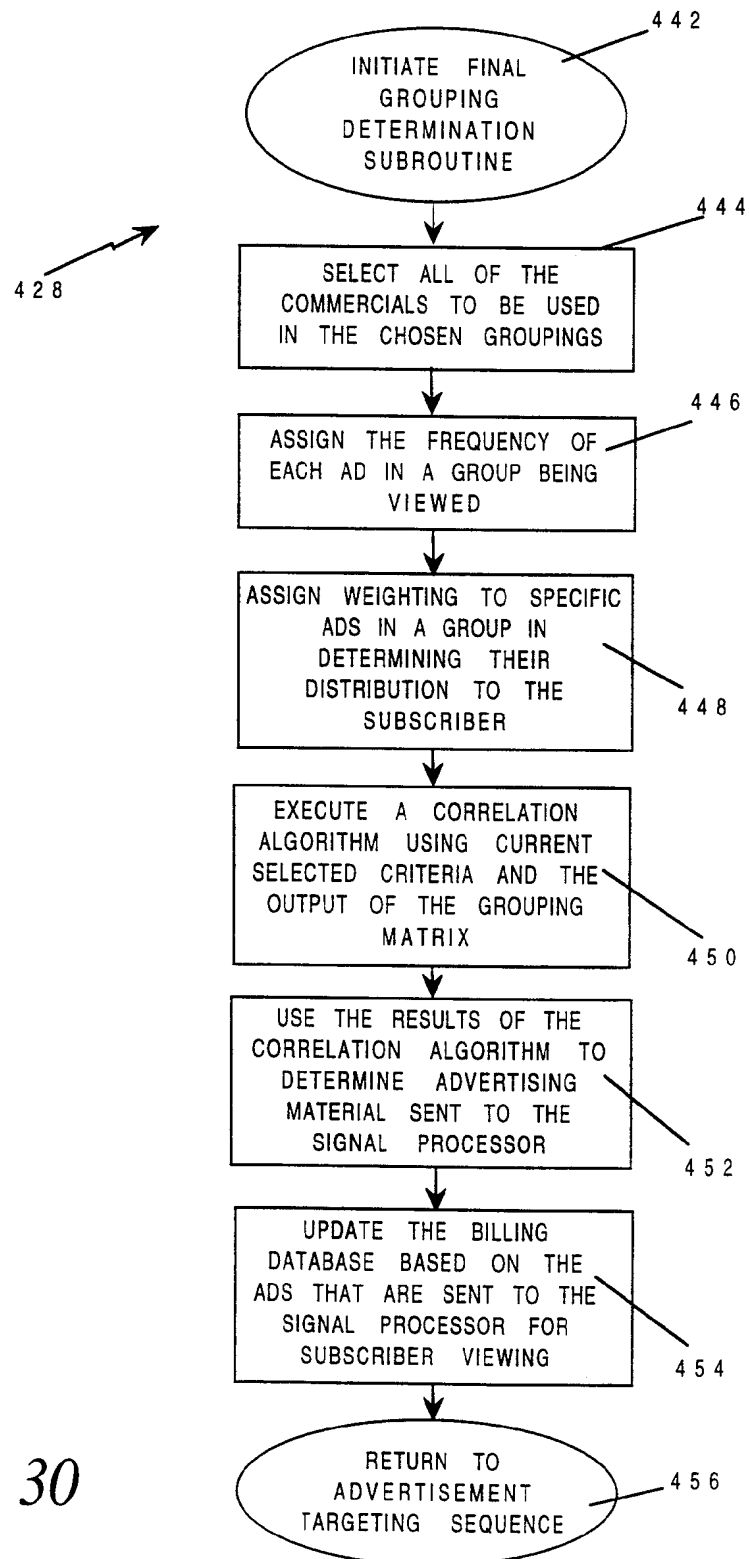 442
INITIATE FINAL
GROUPING
DETERMINATION
SUBROUTINE
444
428
SELECT ALL OF THE
COMMERCIALS TO BE USED
IN THE CHOSEN GROUPINGS
446
ASSIGN THE FREQUENCY OF
EACH AD IN A GROUP BEING
VIEWED
ASSIGN WEIGHTING TO SPECIFIC
ADS IN A GROUP IN
DETERMINING THEIR
DISTRIBUTION TO THE
SUBSCRIBER
448
EXECUTE A CORRELATION
ALGORITHM USING CURRENT
SELECTED CRITERIA AND THE
OUTPUT OF THE GROUPING
MATRIX
450
USE THE RESULTS OF THE
CORRELATION ALGORITHM TO
DETERMINE ADVERTISING
MATERIAL SENT TO THE
SIGNAL PROCESSOR
452
UPDATE THE BILLING
DATABASE BASED ON THE
ADS THAT ARE SENT TO THE
SIGNAL PROCESSOR FOR
SUBSCRIBER VIEWING
454
RETURN TO
ADVERTISEMENT
TARGETING SEQUENCE
456
30